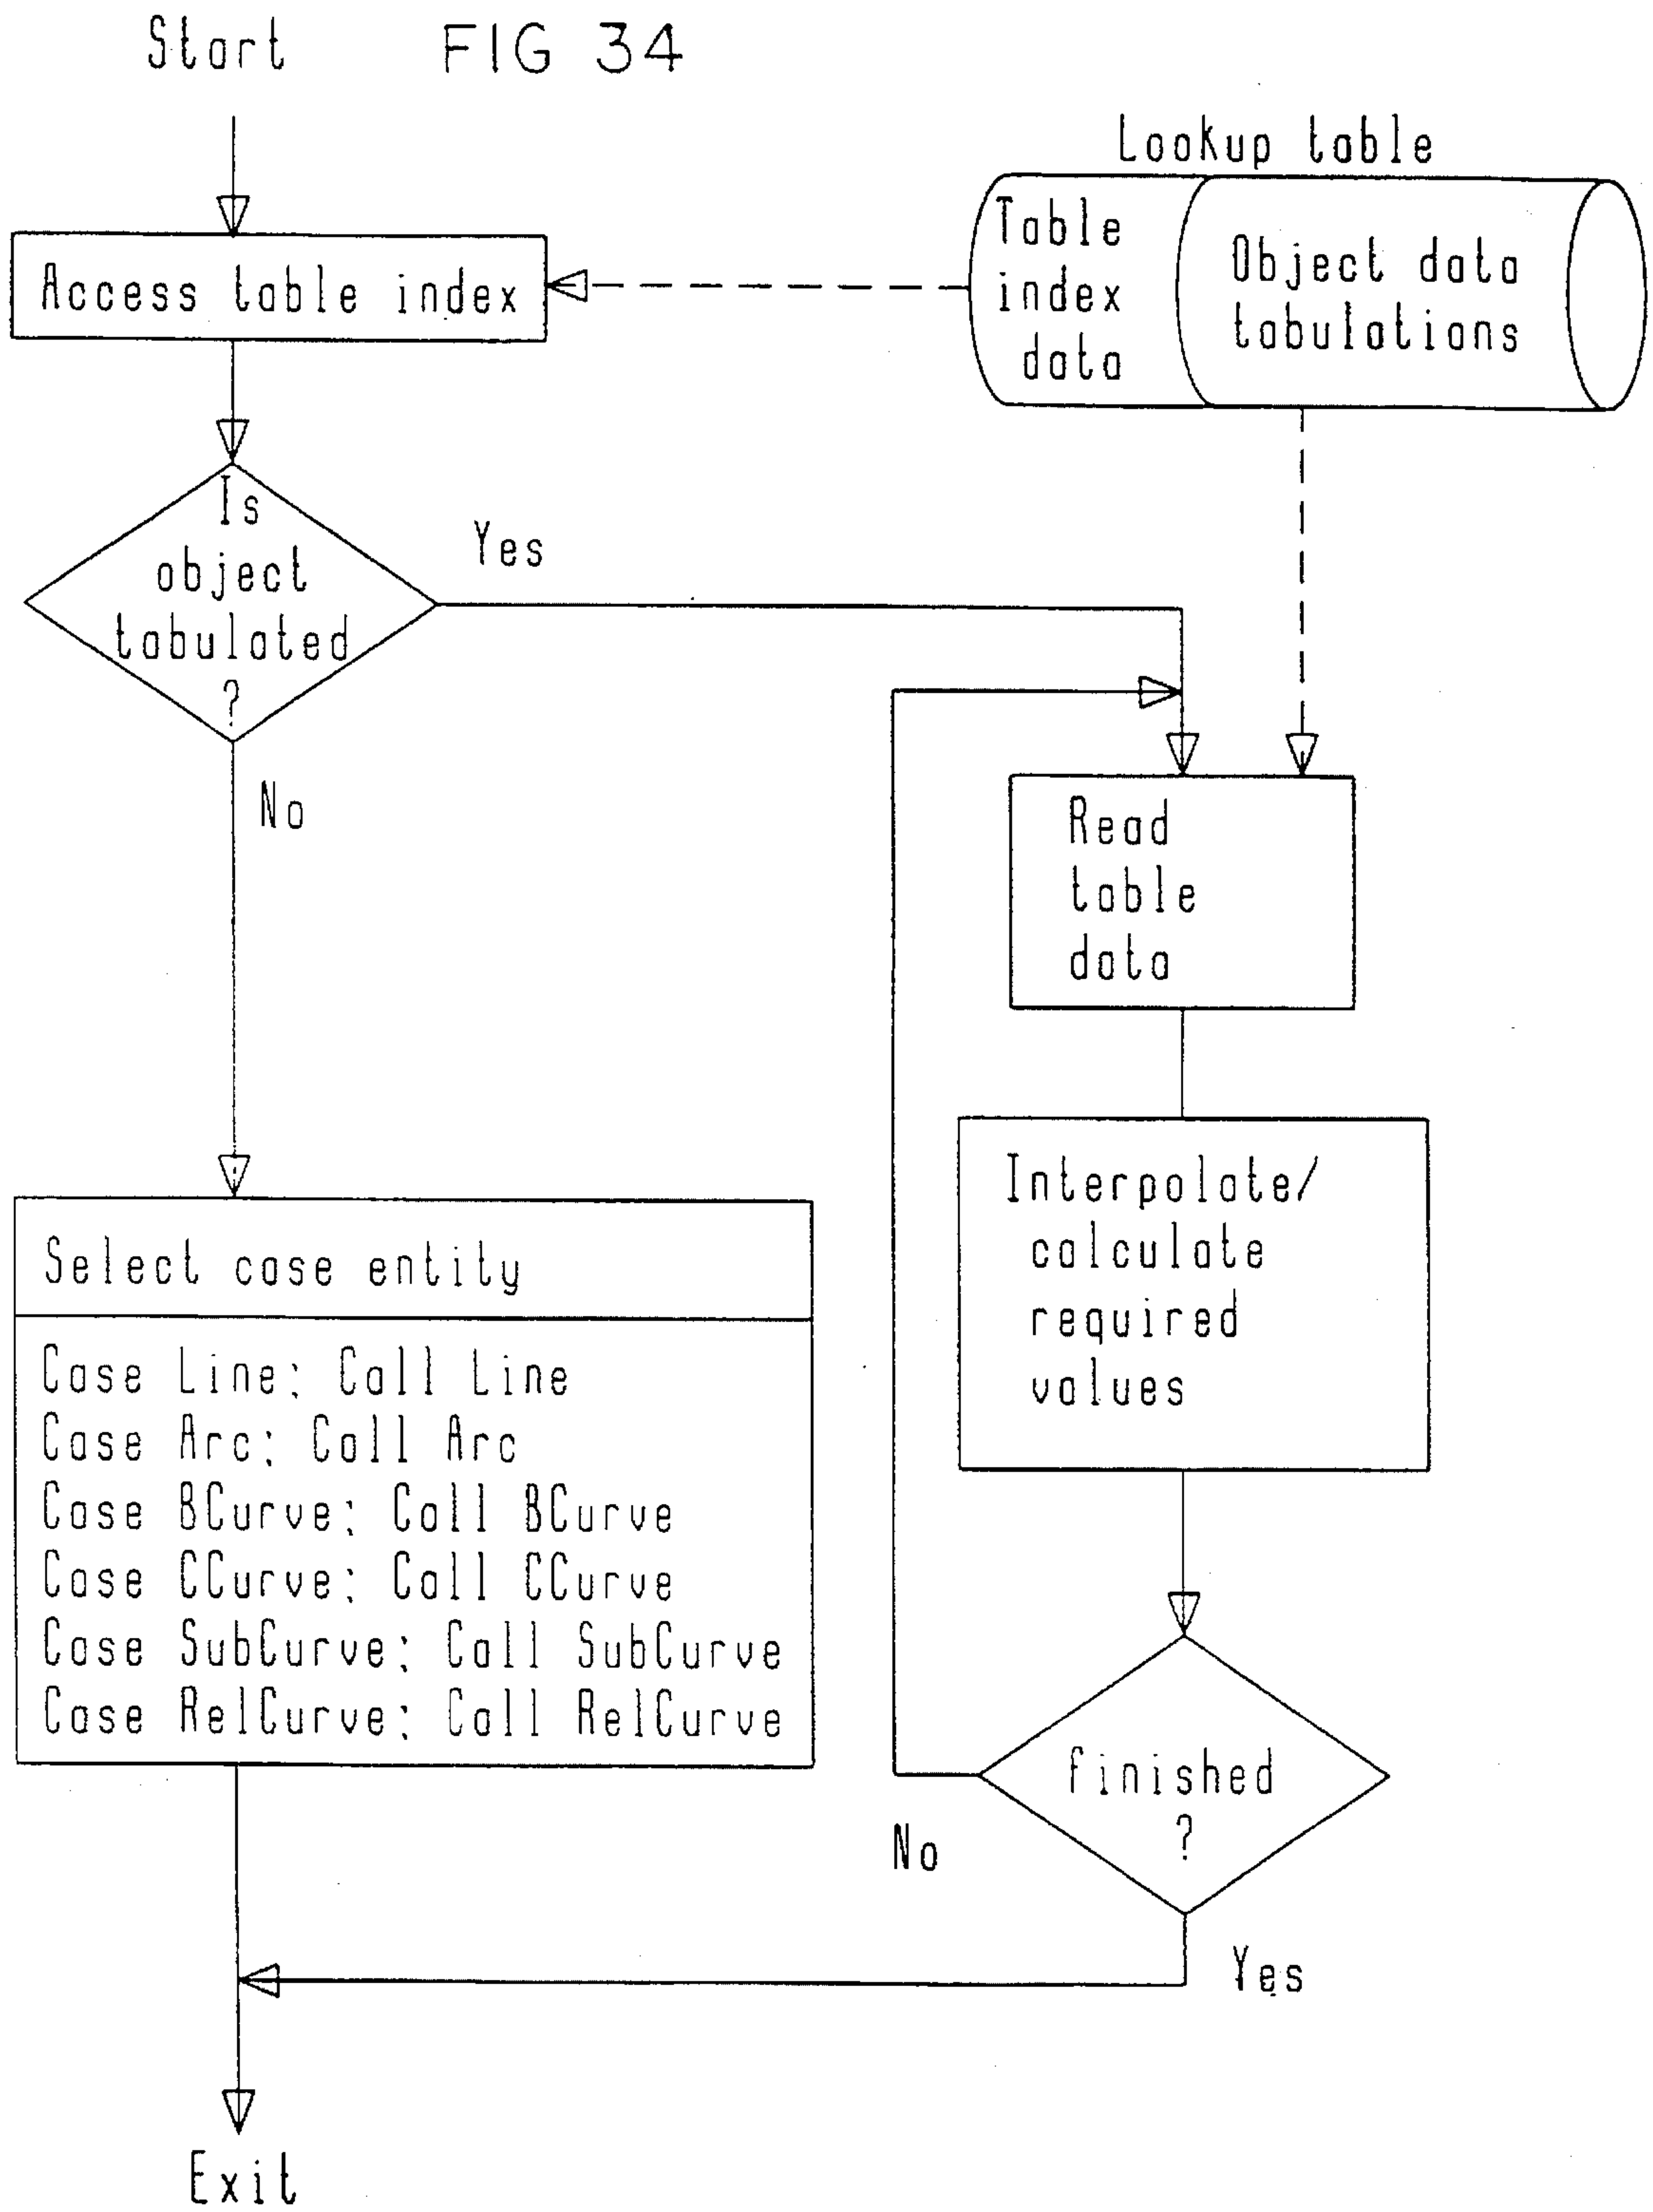 Start
FIG 34
Lookup table
Table
index
data
Object data
tabulations
Access table index
Is
object
tabulated
?
Yes
No
Read
table
data
Interpolate/
calculate
required
values
Select case entity
Case Line: Call Line
Case Arc: Call Arc
Case BCurve: Call BCurve
Case CCurve: Call CCurve
Case SubCurve: Call SubCurve
Case RelCurve: Call RelCurve
finished
?
No
Yes
Exit